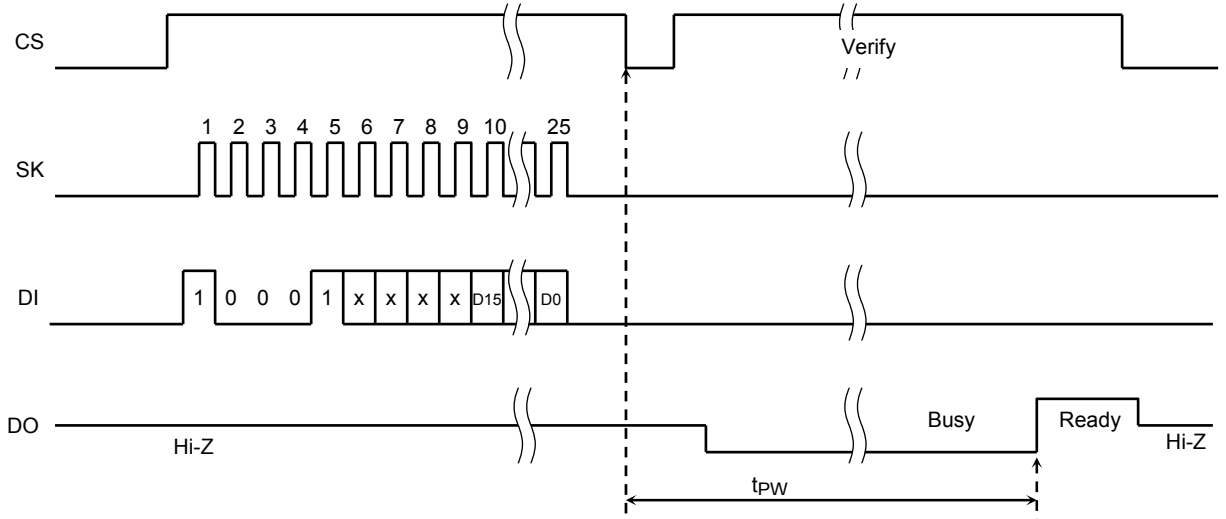 CS
Verify
1 2 3 4 5 6 7 8 9 10 25
SK
DI
1 0 0 0 1 x x x x D15 D0
DO
Hi-Z
Busy
Ready
Hi-Z
tPW